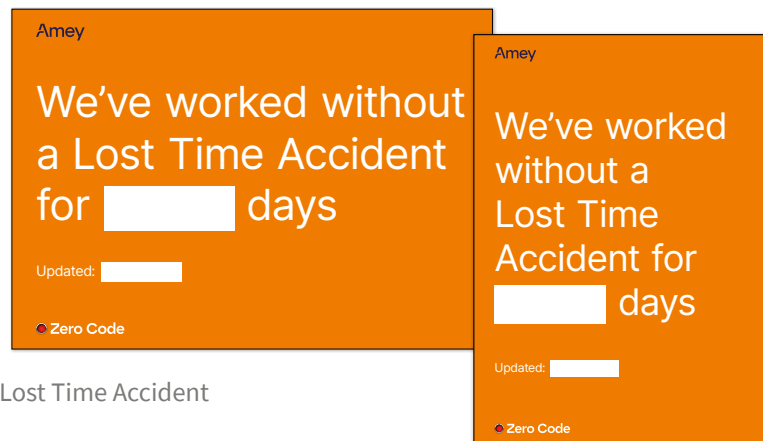 Amey
We’ve worked without
a Lost Time Accident
for days
Updated:
Zero Code
Amey
We’ve worked
without a
Lost Time
Accident for
days
Updated:
Zero Code
Lost Time Accident